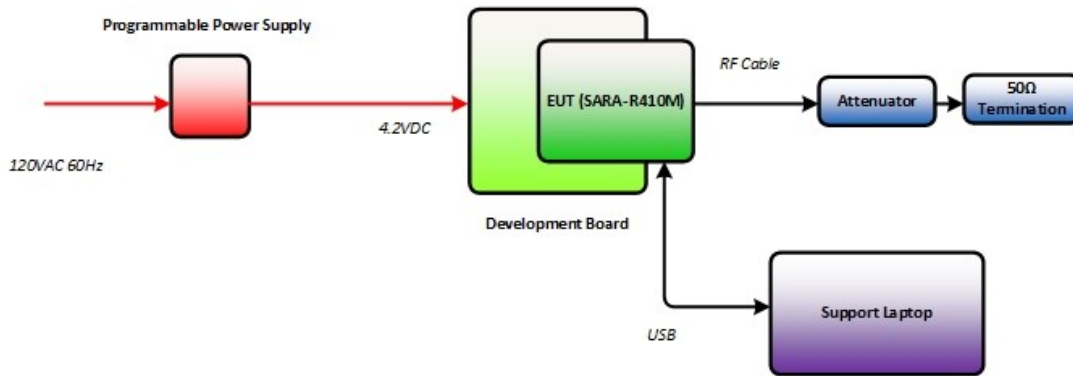 Programmable Power Supply
120VAC 60Hz
4.2VDC
EUT (SARA-R410M)
Development Board
RF Cable
Attenuator
50Ω
Termination
USB
Support Laptop